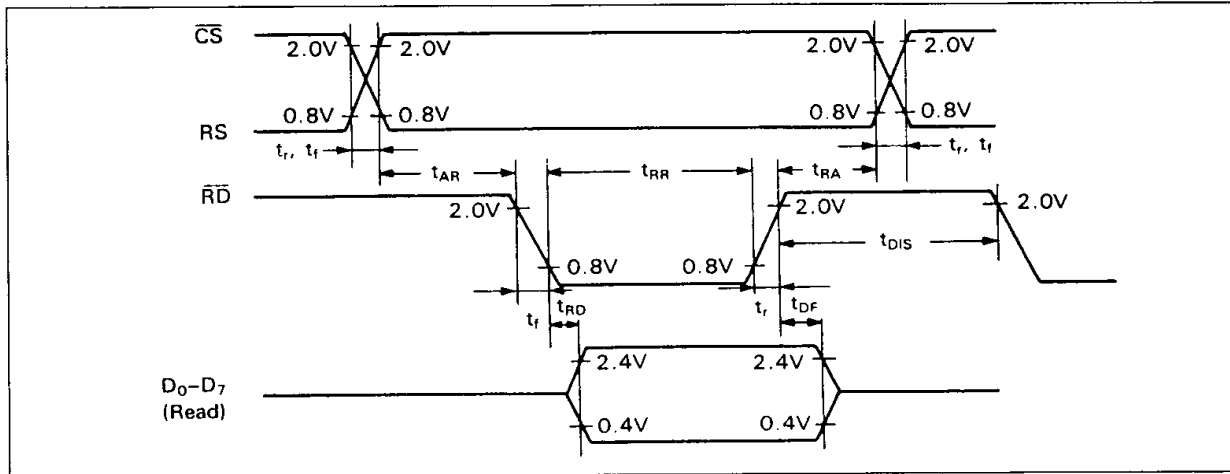 C̅S̅
2.0V 2.0V 2.0V 2.0V
0.8V 0.8V 0.8V 0.8V
RS
tr, tf tr, tf
tAR tRR tRA
R̅D̅
2.0V 2.0V 2.0V
tDIS
0.8V 0.8V
tf tRD tr tDF
2.4V 2.4V
D0–D7
(Read)
0.4V 0.4V